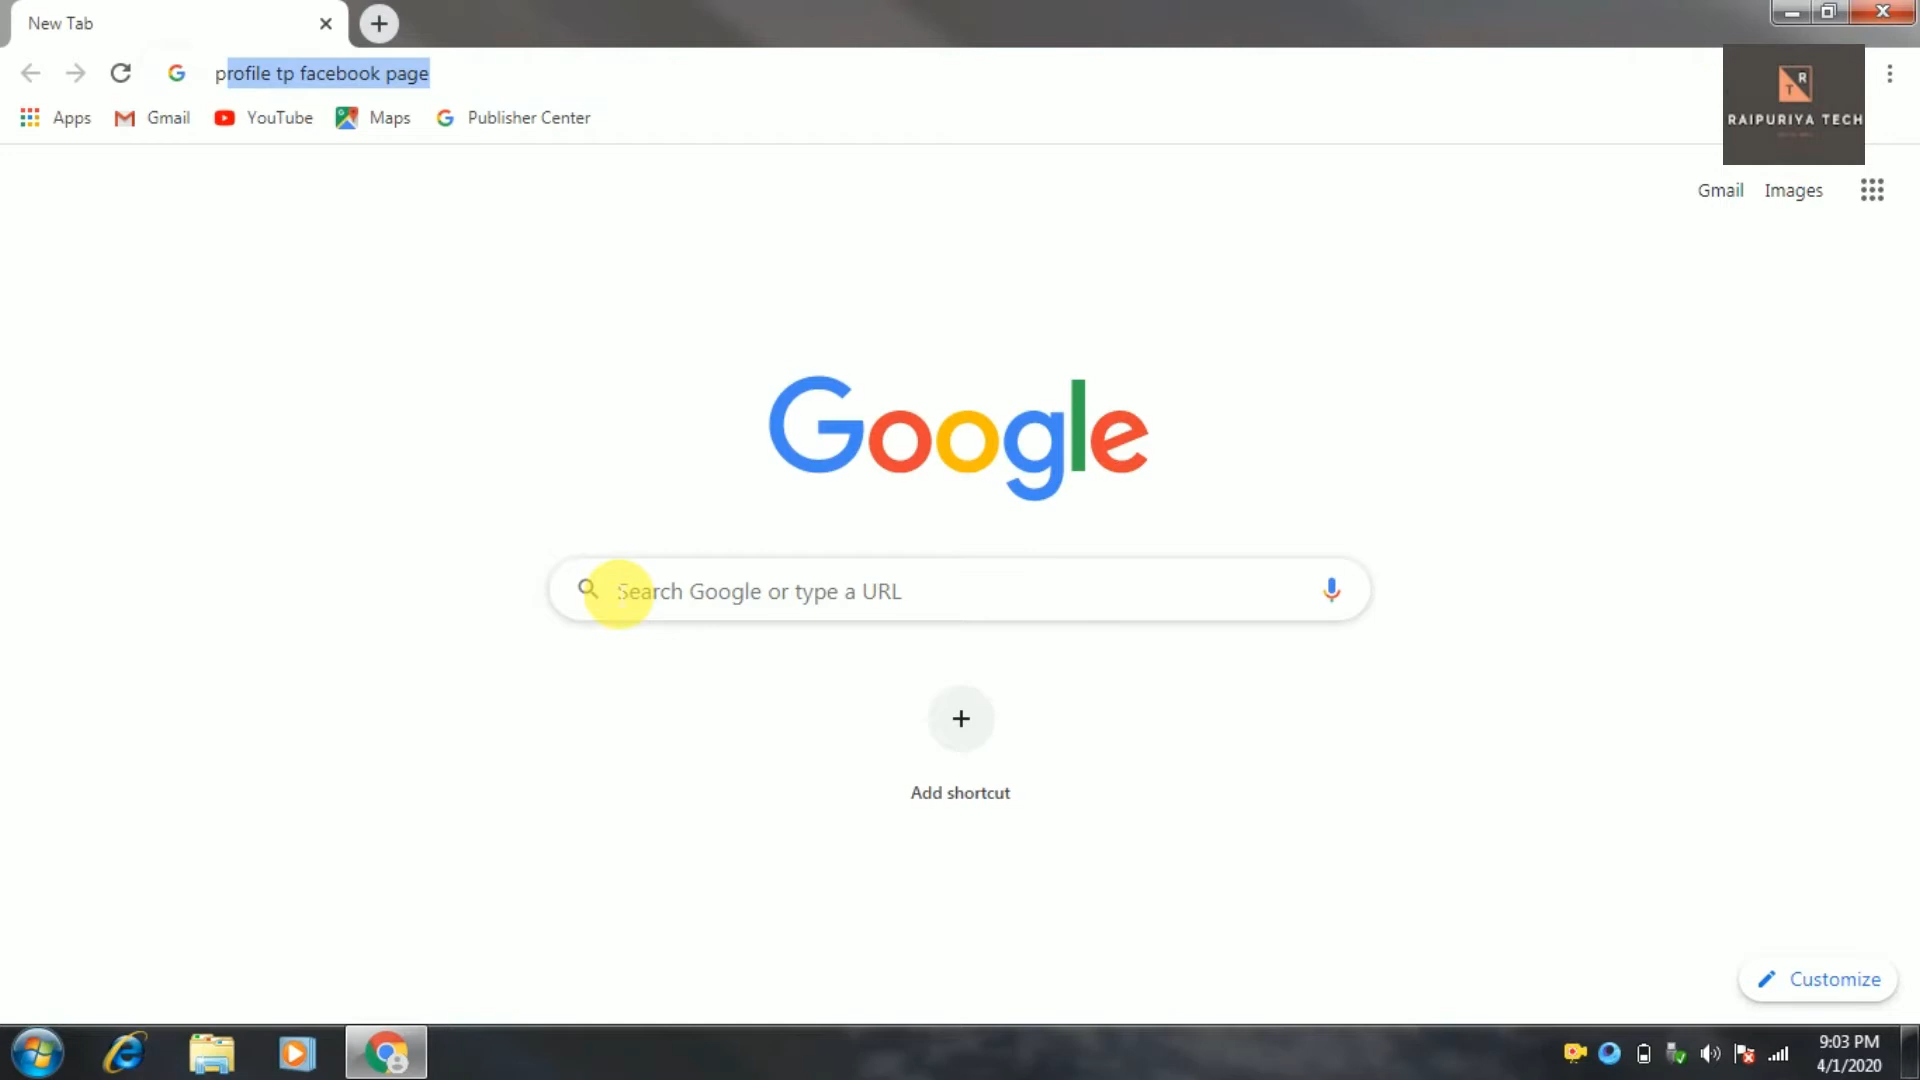 New Tab
profile tp facebook page
Apps
Gmail
YouTube
Maps
Publisher Center
T R
RAIPURIYA TECH
Gmail
Images
Google
Search Google or type a URL
Add shortcut
Customize
9:03 PM
4/1/2020